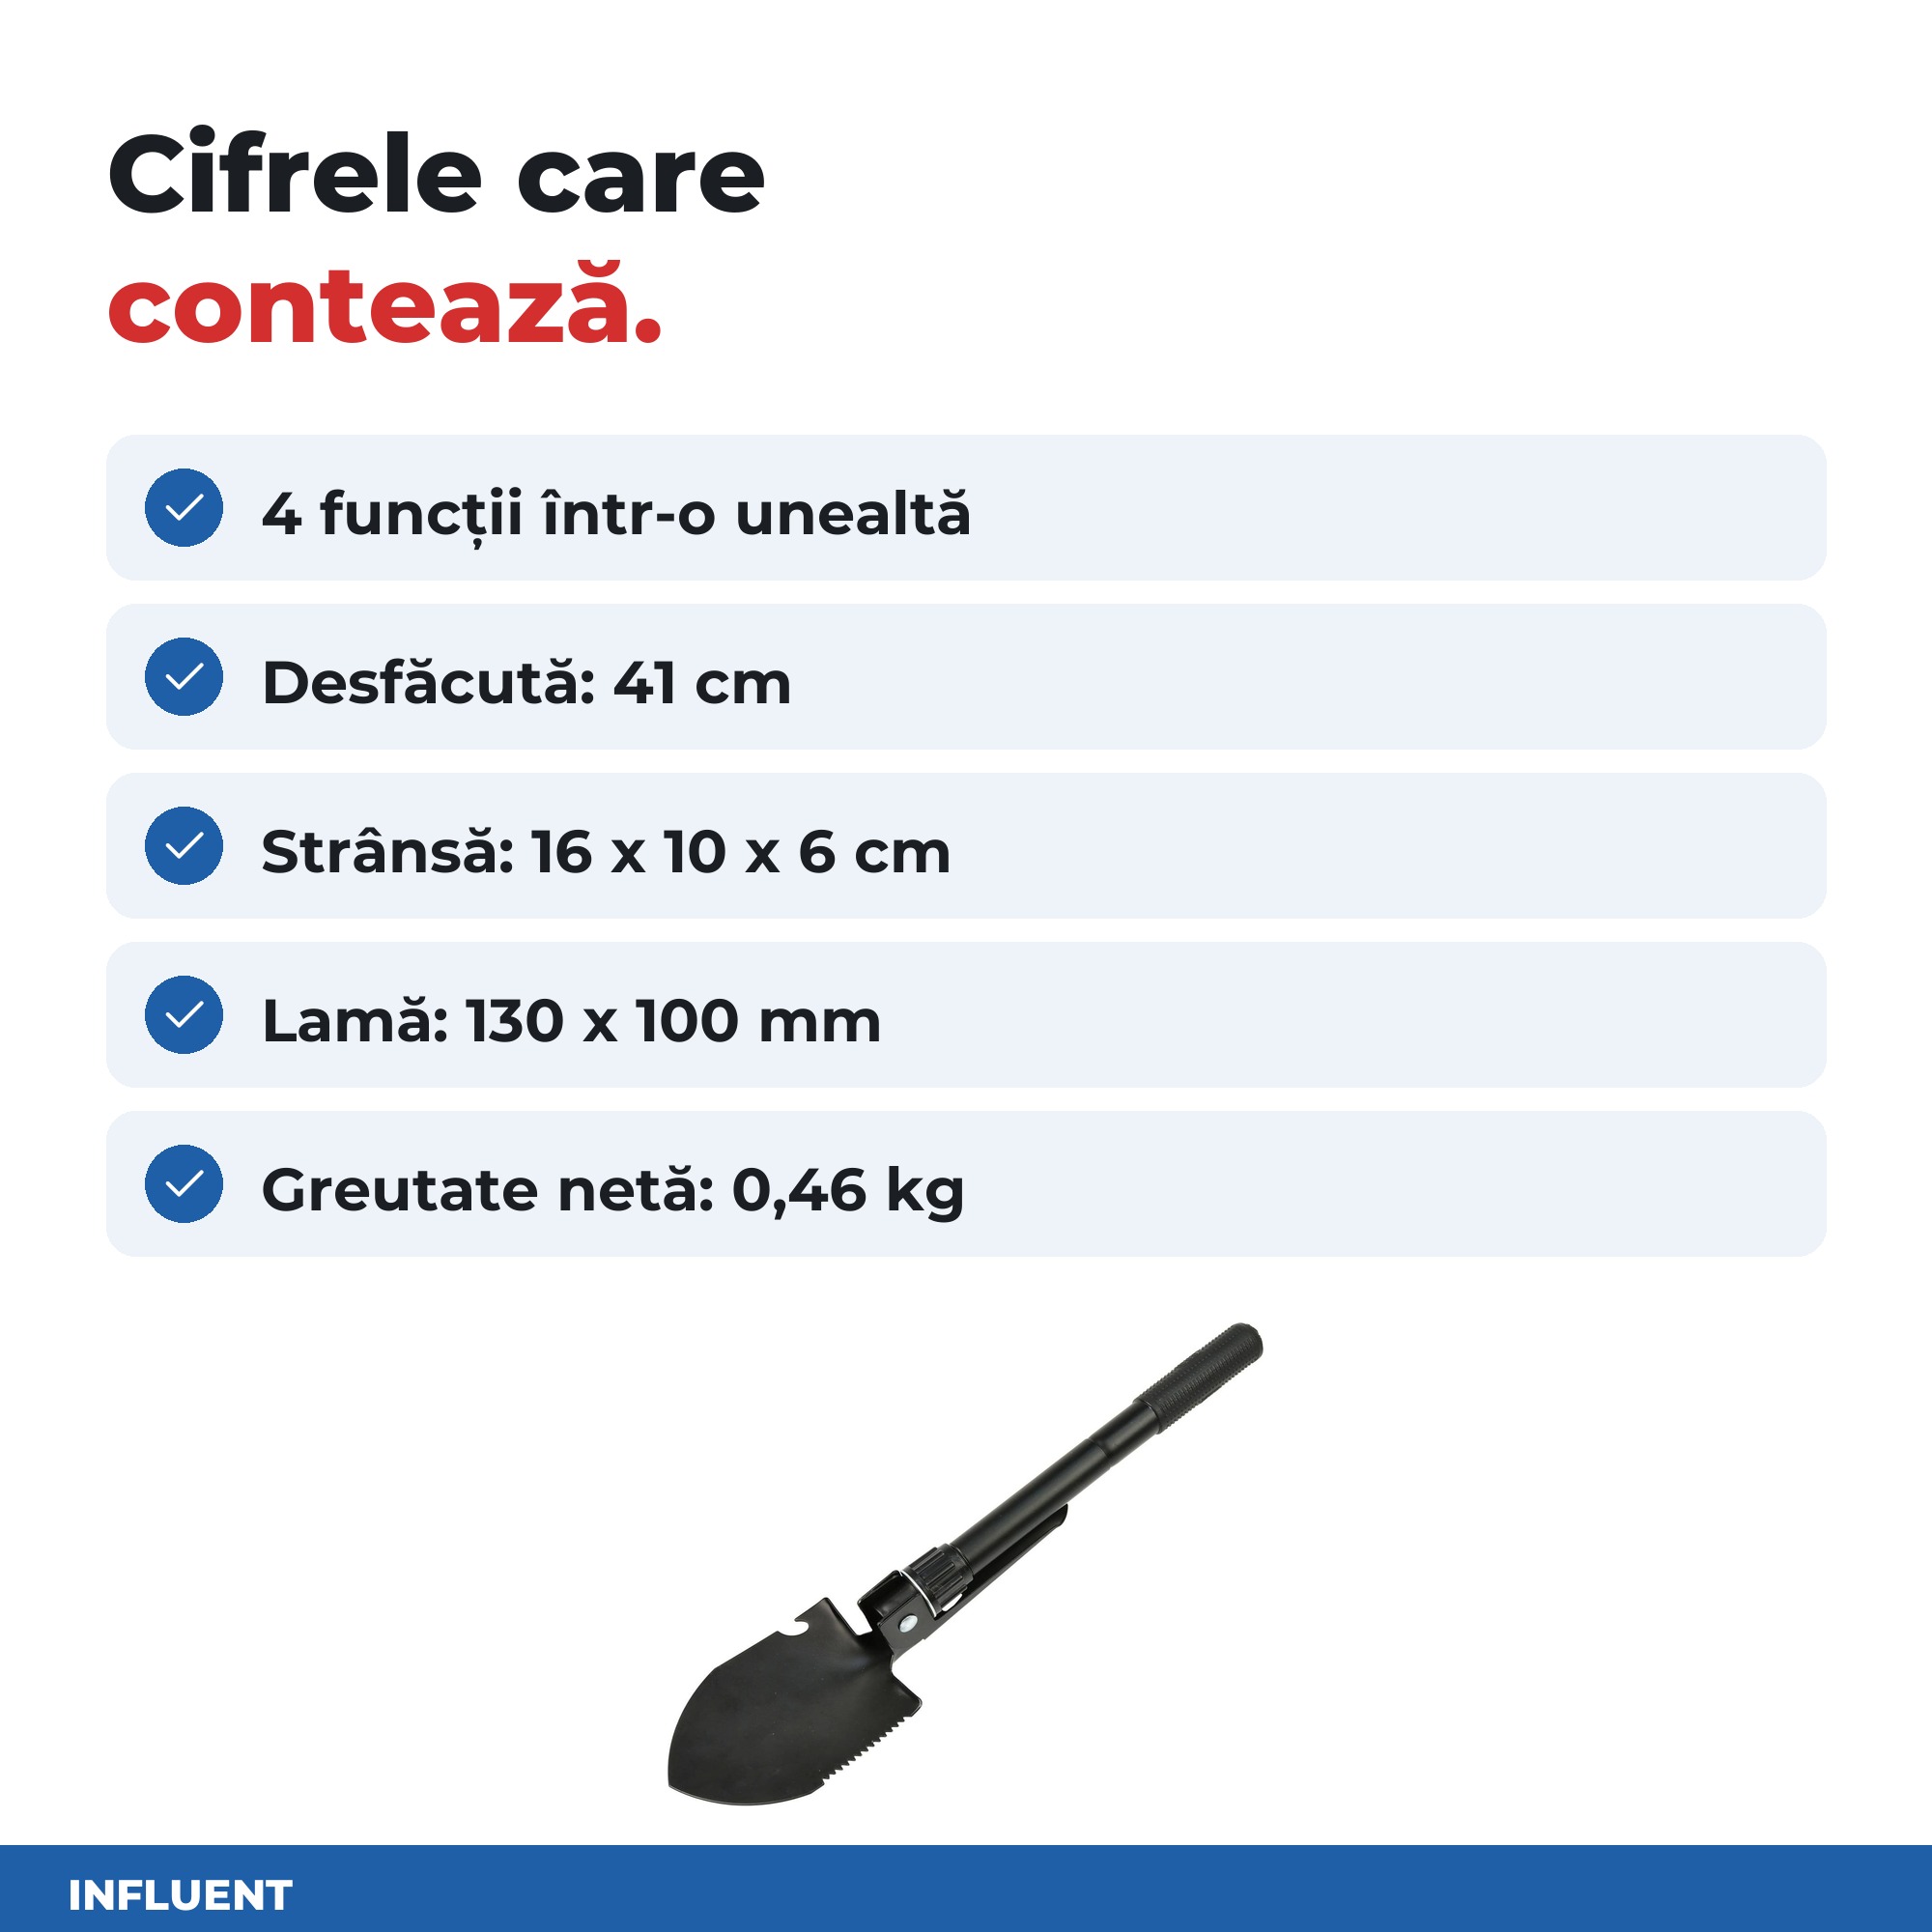 Cifrele care
contează.
4 funcții într-o unealtă
Desfăcută: 41 cm
Strânsă: 16 x 10 x 6 cm
Lamă: 130 x 100 mm
Greutate netă: 0,46 kg
INFLUENT